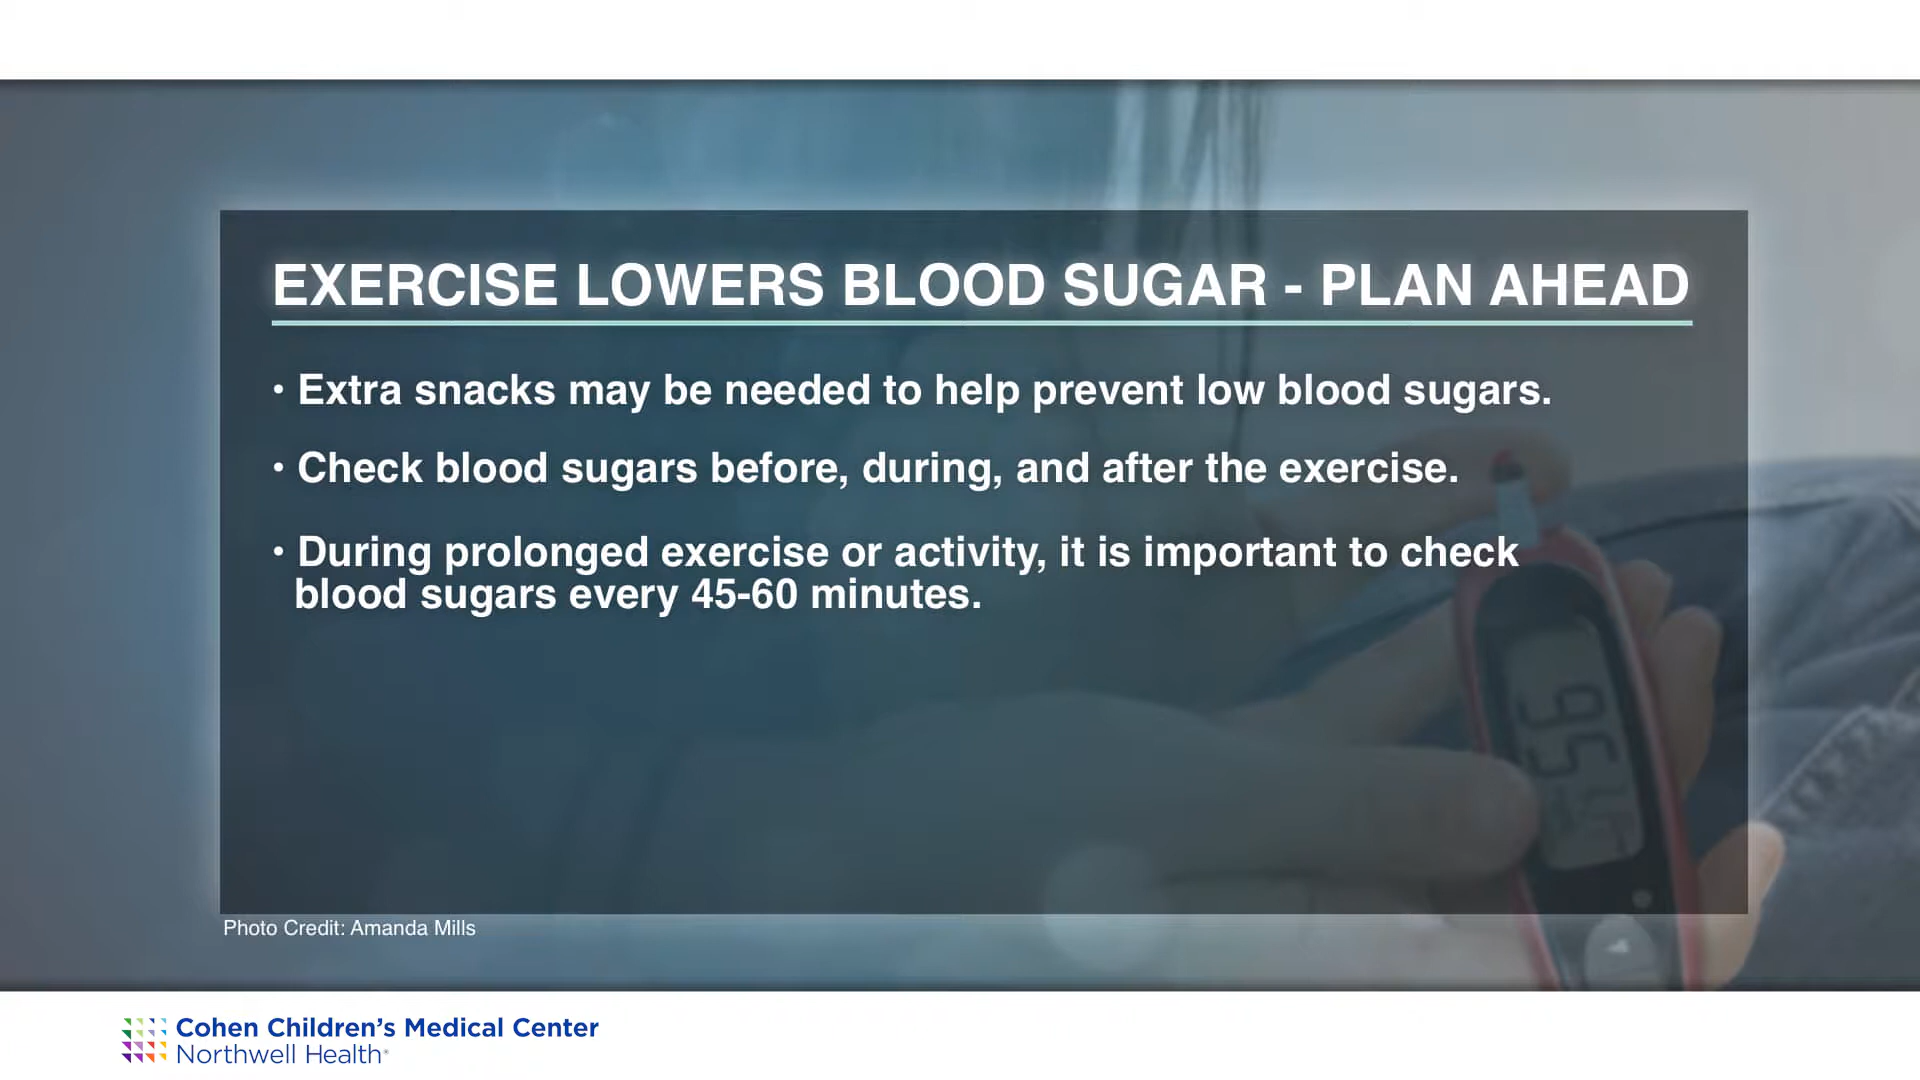 EXERCISE LOWERS BLOOD SUGAR - PLAN AHEAD
• Extra snacks may be needed to help prevent low blood sugars.
• Check blood sugars before, during, and after the exercise.
• During prolonged exercise or activity, it is important to check
blood sugars every 45-60 minutes.
95
Photo Credit: Amanda Mills
Cohen Children's Medical Center
Northwell Health®